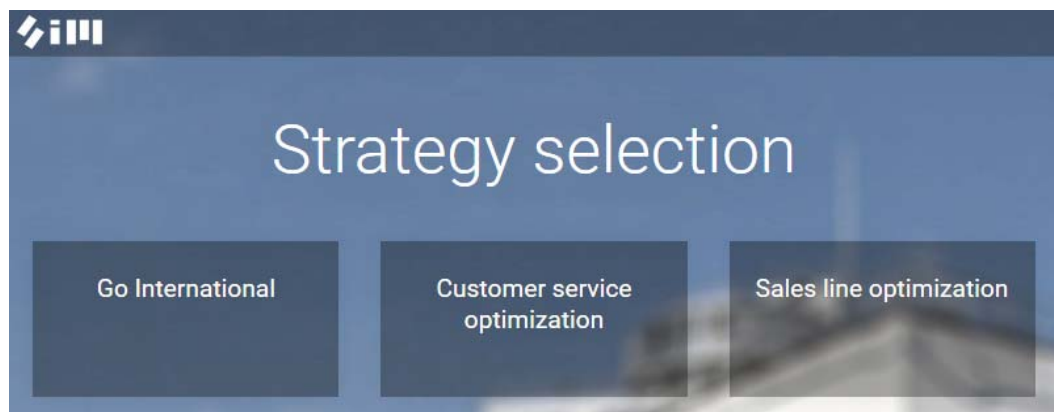 Strategy selection
Go International
Customer service
optimization
Sales line optimization